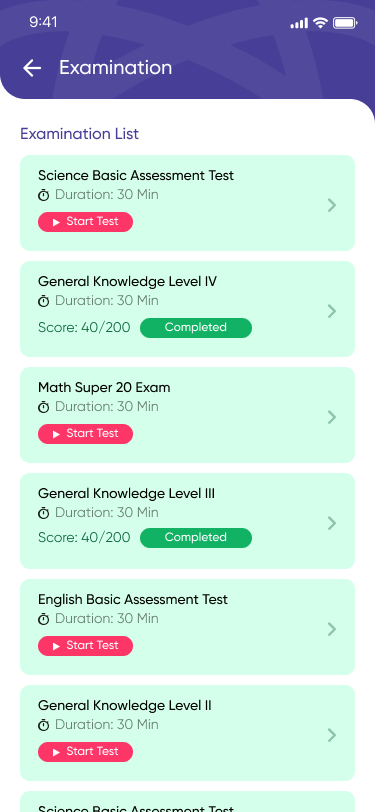 9:41
Examination
Examination List
Science Basic Assessment Test
Duration: 30 Min
Start Test
General Knowledge Level IV
Duration: 30 Min
Score: 40/200 Completed
Math Super 20 Exam
Duration: 30 Min
Start Test
General Knowledge Level III
Duration: 30 Min
Score: 40/200 Completed
English Basic Assessment Test
Duration: 30 Min
Start Test
General Knowledge Level II
Duration: 30 Min
Start Test
Science Basic Assessment Test